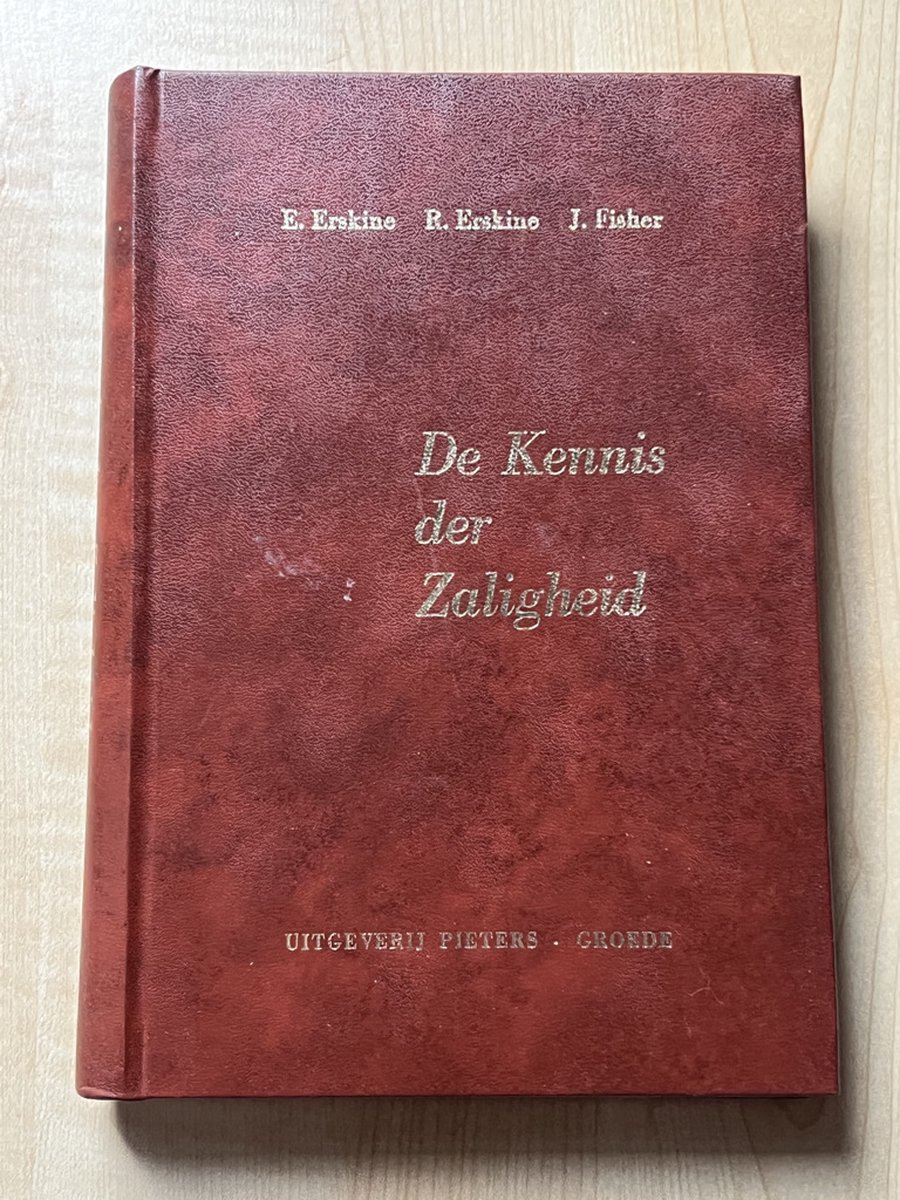 E. Erskine R. Erskine J. Fisher
De Kennis
der
Zaligheid
UITGEVERIJ PIETERS . GROEDE